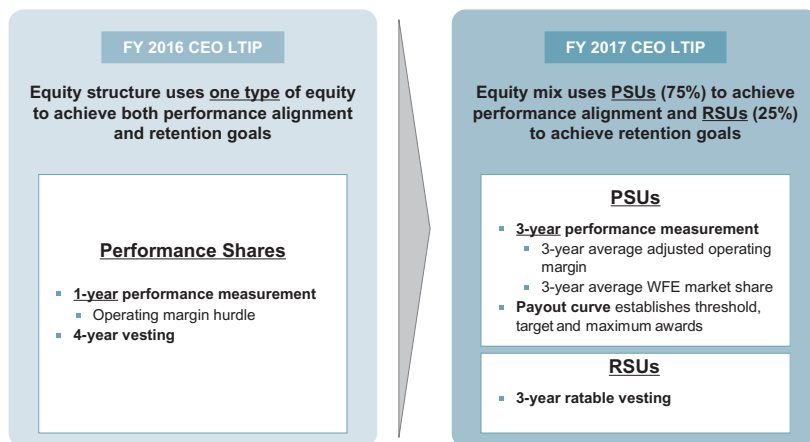 FY 2016 CEO LTIP
Equity structure uses one type of equity
to achieve both performance alignment
and retention goals
Performance Shares
▪ 1-year performance measurement
▪ Operating margin hurdle
▪ 4-year vesting
FY 2017 CEO LTIP
Equity mix uses PSUs (75%) to achieve
performance alignment and RSUs (25%)
to achieve retention goals
PSUs
▪ 3-year performance measurement
▪ 3-year average adjusted operating
margin
▪ 3-year average WFE market share
▪ Payout curve establishes threshold,
target and maximum awards
RSUs
▪ 3-year ratable vesting